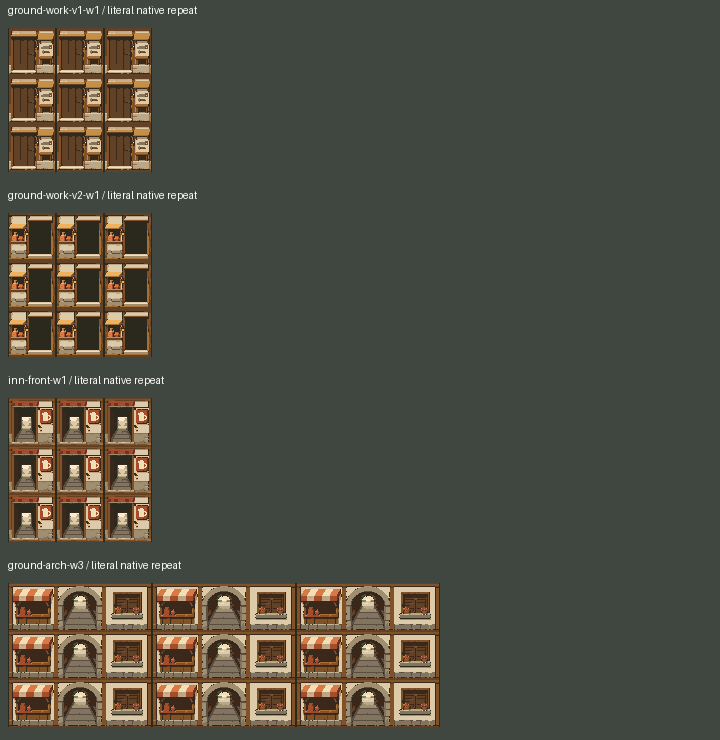 ground-work-v1-w1 / literal native repeat
ground-work-v2-w1 / literal native repeat
inn-front-w1 / literal native repeat
ground-arch-w3 / literal native repeat